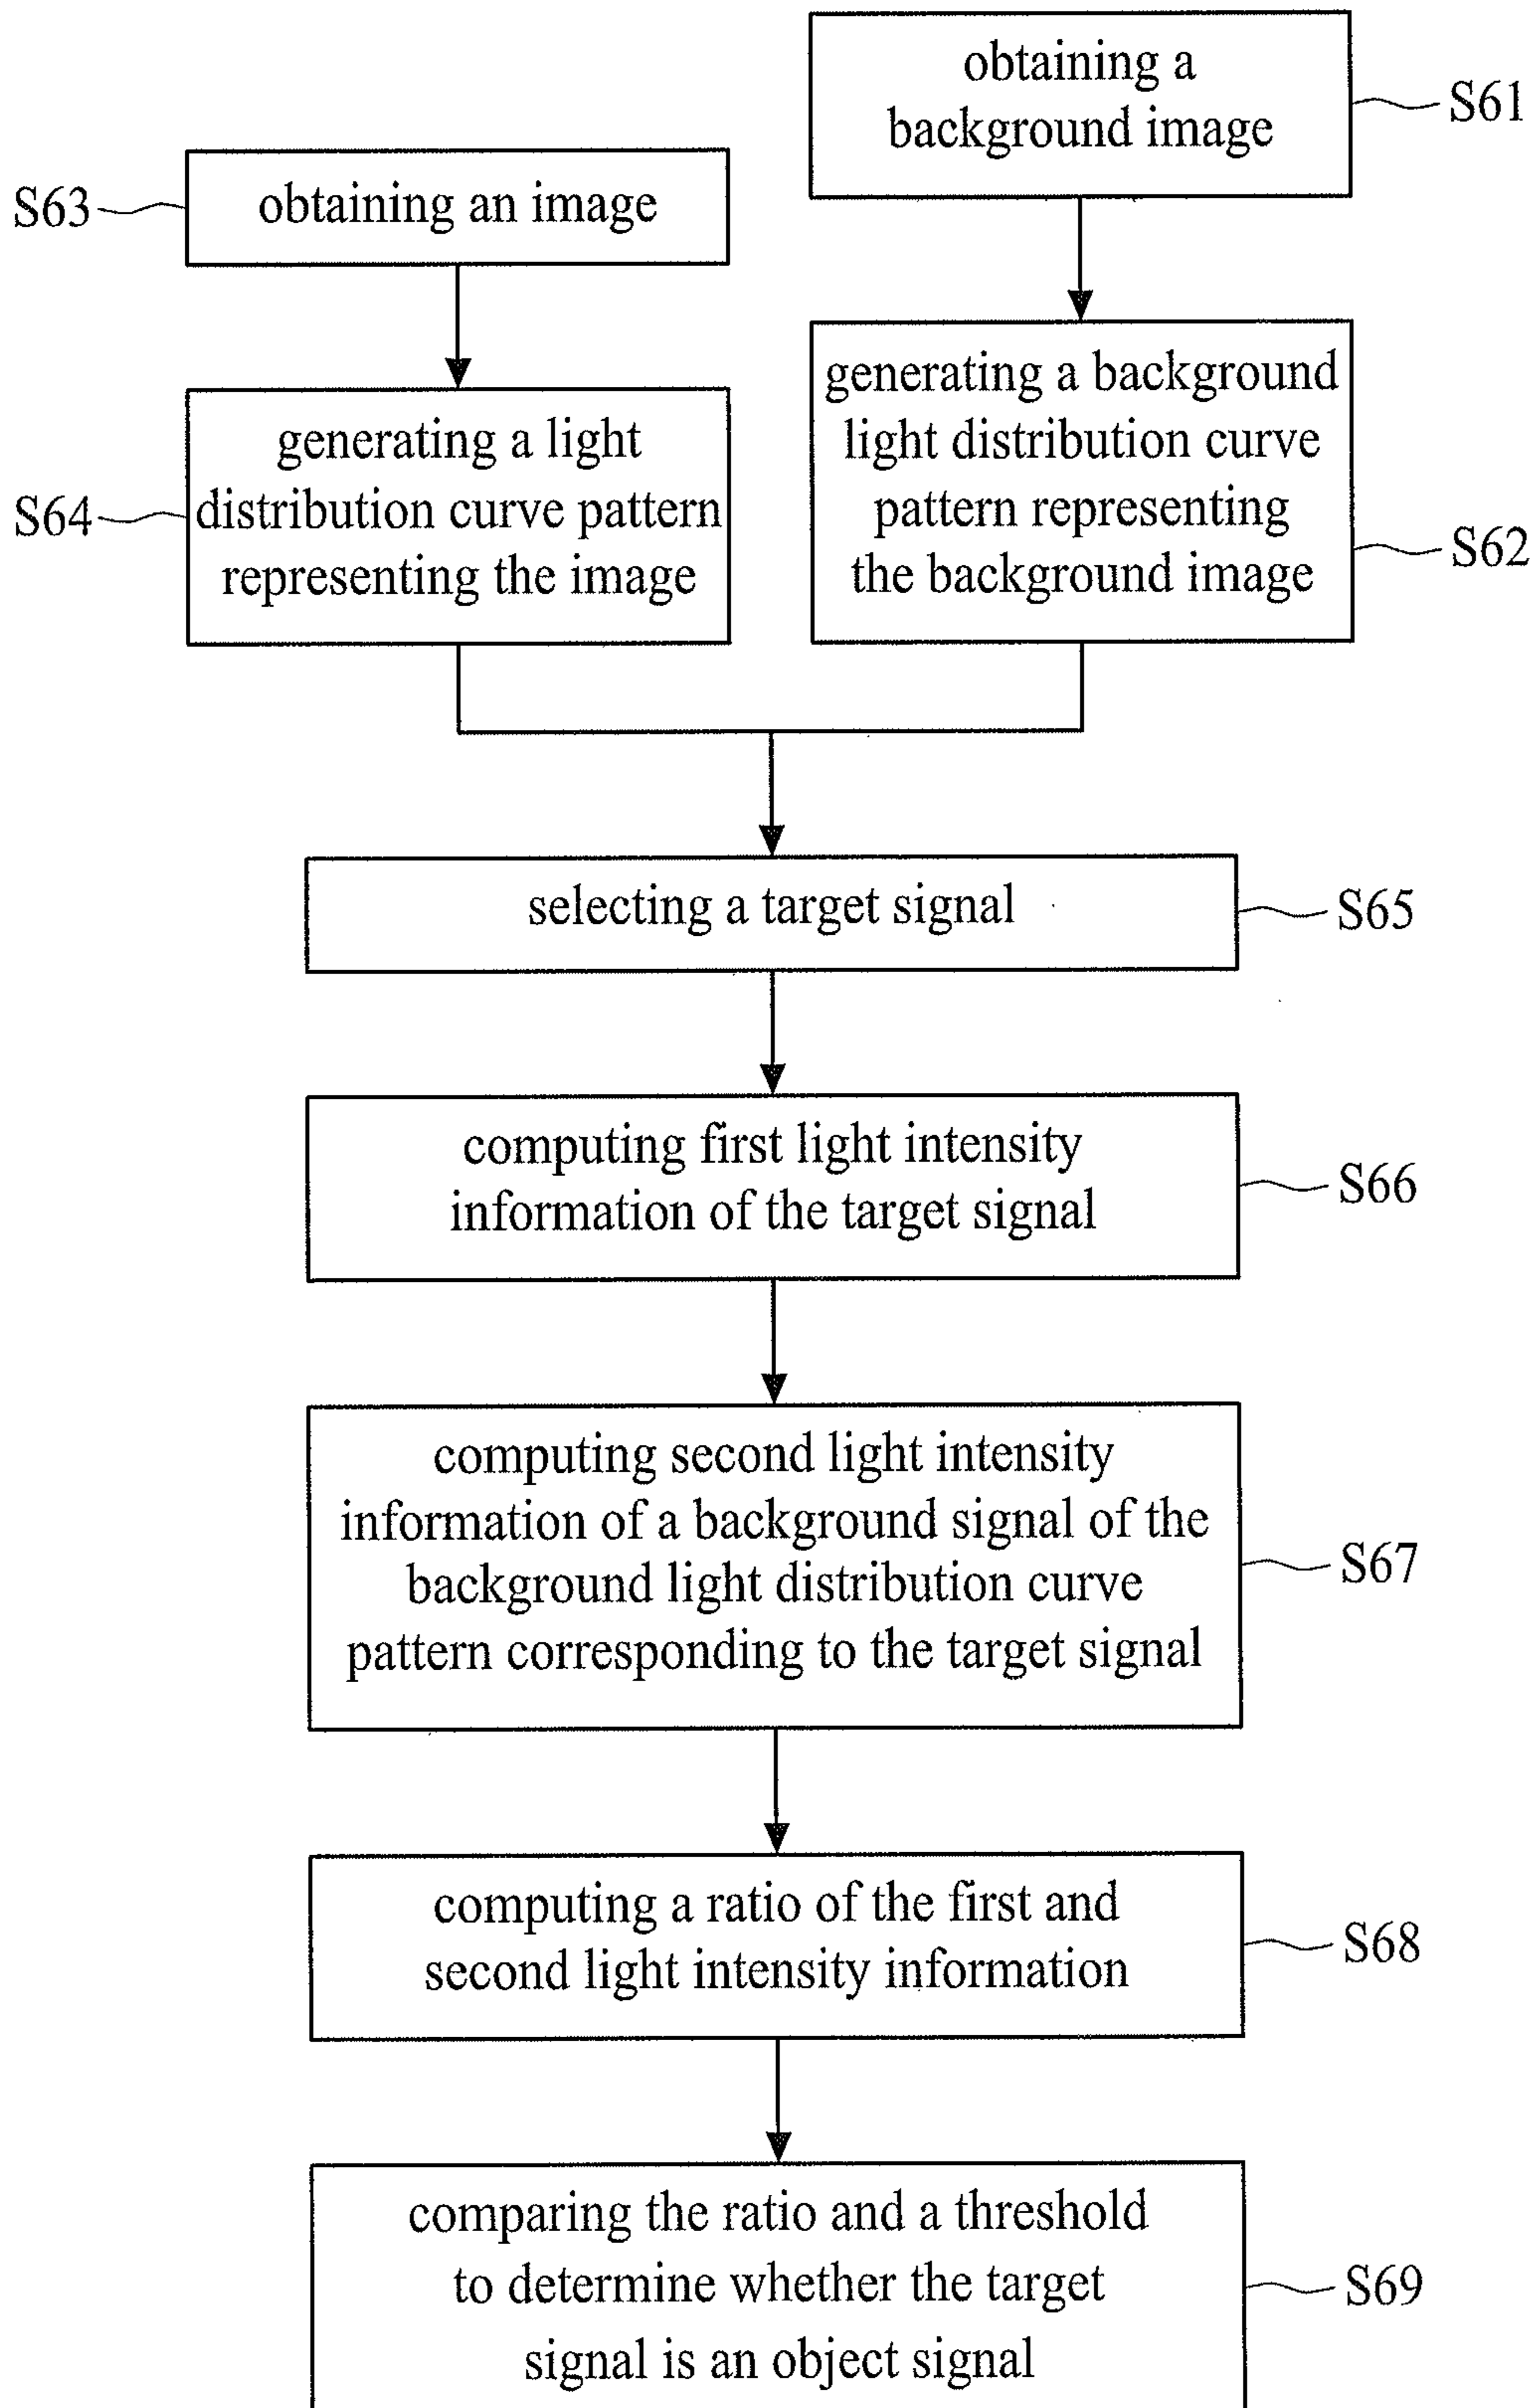 obtaining a
background image
S61
S63
obtaining an image
generating a light
distribution curve pattern
representing the image
S64
generating a background
light distribution curve
pattern representing
the background image
S62
selecting a target signal
S65
computing first light intensity
information of the target signal
S66
computing second light intensity
information of a background signal of the
background light distribution curve
pattern corresponding to the target signal
S67
computing a ratio of the first and
second light intensity information
S68
comparing the ratio and a threshold
to determine whether the target
signal is an object signal
S69